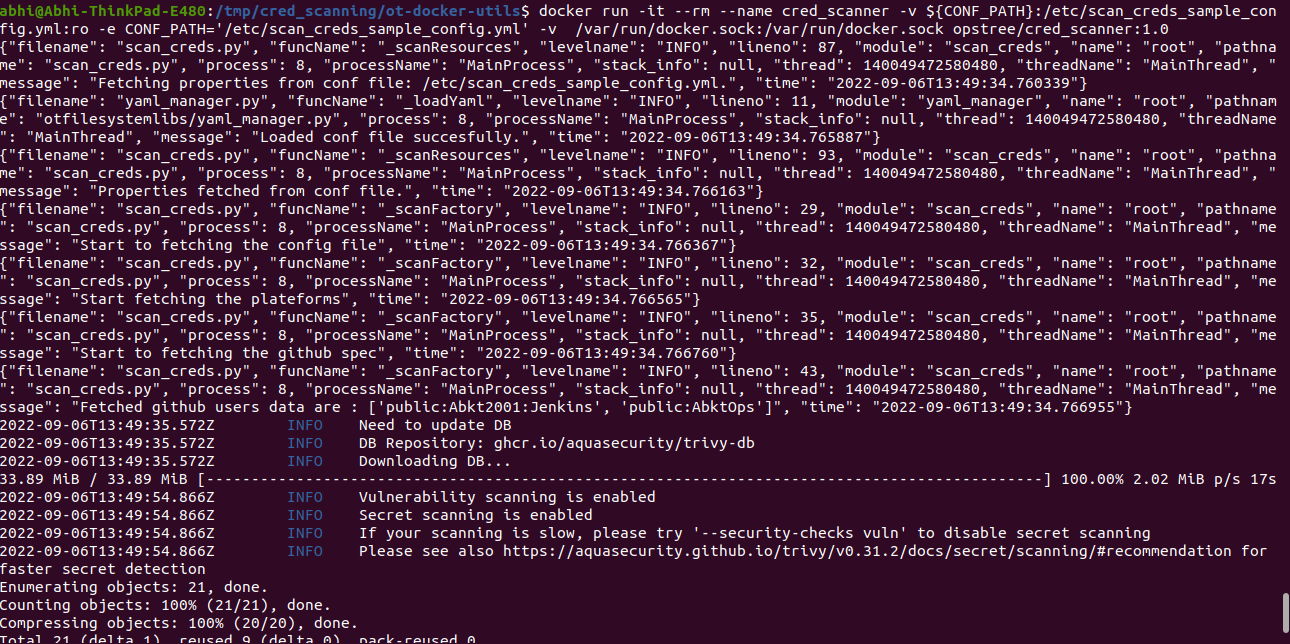 abhi@Abhi-ThinkPad-E480:/tmp/cred_scanning/ot-docker-utils$ docker run -it --rm --name cred_scanner -v ${CONF_PATH}:/etc/scan_creds_sample_con
fig.yml:ro -e CONF_PATH='/etc/scan_creds_sample_config.yml' -v  /var/run/docker.sock:/var/run/docker.sock opstree/cred_scanner:1.0
{"filename": "scan_creds.py", "funcName": "_scanResources", "levelname": "INFO", "lineno": 87, "module": "scan_creds", "name": "root", "pathna
me": "scan_creds.py", "process": 8, "processName": "MainProcess", "stack_info": null, "thread": 140049472580480, "threadName": "MainThread", "
message": "Fetching properties from conf file: /etc/scan_creds_sample_config.yml.", "time": "2022-09-06T13:49:34.760339"}
{"filename": "yaml_manager.py", "funcName": "_loadYaml", "levelname": "INFO", "lineno": 11, "module": "yaml_manager", "name": "root", "pathnam
e": "otfilesystemlibs/yaml_manager.py", "process": 8, "processName": "MainProcess", "stack_info": null, "thread": 140049472580480, "threadName
": "MainThread", "message": "Loaded conf file succesfully.", "time": "2022-09-06T13:49:34.765887"}
{"filename": "scan_creds.py", "funcName": "_scanResources", "levelname": "INFO", "lineno": 93, "module": "scan_creds", "name": "root", "pathna
me": "scan_creds.py", "process": 8, "processName": "MainProcess", "stack_info": null, "thread": 140049472580480, "threadName": "MainThread", "
message": "Properties fetched from conf file.", "time": "2022-09-06T13:49:34.766163"}
{"filename": "scan_creds.py", "funcName": "_scanFactory", "levelname": "INFO", "lineno": 29, "module": "scan_creds", "name": "root", "pathname
": "scan_creds.py", "process": 8, "processName": "MainProcess", "stack_info": null, "thread": 140049472580480, "threadName": "MainThread", "me
ssage": "Start to fetching the config file", "time": "2022-09-06T13:49:34.766367"}
{"filename": "scan_creds.py", "funcName": "_scanFactory", "levelname": "INFO", "lineno": 32, "module": "scan_creds", "name": "root", "pathname
": "scan_creds.py", "process": 8, "processName": "MainProcess", "stack_info": null, "thread": 140049472580480, "threadName": "MainThread", "me
ssage": "Start fetching the plateforms", "time": "2022-09-06T13:49:34.766565"}
{"filename": "scan_creds.py", "funcName": "_scanFactory", "levelname": "INFO", "lineno": 35, "module": "scan_creds", "name": "root", "pathname
": "scan_creds.py", "process": 8, "processName": "MainProcess", "stack_info": null, "thread": 140049472580480, "threadName": "MainThread", "me
ssage": "Start to fetching the github spec", "time": "2022-09-06T13:49:34.766760"}
{"filename": "scan_creds.py", "funcName": "_scanFactory", "levelname": "INFO", "lineno": 43, "module": "scan_creds", "name": "root", "pathname
": "scan_creds.py", "process": 8, "processName": "MainProcess", "stack_info": null, "thread": 140049472580480, "threadName": "MainThread", "me
ssage": "Fetched github users data are : ['public:Abkt2001:Jenkins', 'public:AbktOps']", "time": "2022-09-06T13:49:34.766955"}
2022-09-06T13:49:35.572Z        INFO    Need to update DB
2022-09-06T13:49:35.572Z        INFO    DB Repository: ghcr.io/aquasecurity/trivy-db
2022-09-06T13:49:35.572Z        INFO    Downloading DB...
33.89 MiB / 33.89 MiB [---------------------------------------------------------------------------------------------] 100.00% 2.02 MiB p/s 17s
2022-09-06T13:49:54.866Z        INFO    Vulnerability scanning is enabled
2022-09-06T13:49:54.866Z        INFO    Secret scanning is enabled
2022-09-06T13:49:54.866Z        INFO    If your scanning is slow, please try '--security-checks vuln' to disable secret scanning
2022-09-06T13:49:54.866Z        INFO    Please see also https://aquasecurity.github.io/trivy/v0.31.2/docs/secret/scanning/#recommendation for
faster secret detection
Enumerating objects: 21, done.
Counting objects: 100% (21/21), done.
Compressing objects: 100% (20/20), done.
Total 21 (delta 1), reused 9 (delta 0), pack-reused 0